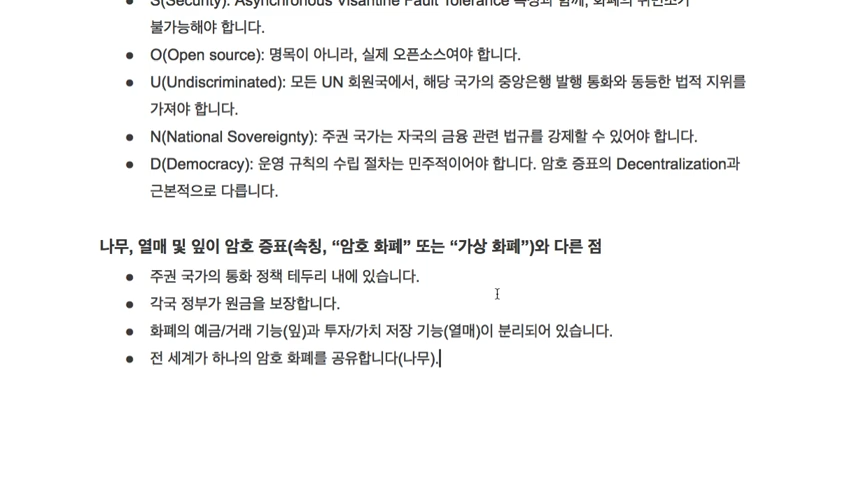 S(Security): Asynchronous Visantine Fault Tolerance 속성과 함께, 화폐의
불가능해야 합니다.
O(Open source): 명목이 아니라, 실제 오픈소스여야 합니다.
U(Undiscriminated): 모든 UN 회원국에서, 해당 국가의 중앙은행 발행 통화와 동등한 법적 지위를
가져야 합니다.
N(National Sovereignty): 주권 국가는 자국의 금융 관련 법규를 강제할 수 있어야 합니다.
D(Democracy): 운영 규칙의 수립 절차는 민주적이어야 합니다. 암호 증표의 Decentralization과
근본적으로 다릅니다.
나무, 열매 및 잎이 암호 증표(속칭, “암호 화폐” 또는 “가상 화폐”)와 다른 점
주권 국가의 통화 정책 테두리 내에 있습니다.
각국 정부가 원금을 보장합니다.
화폐의 예금/거래 기능(잎)과 투자/가치 저장 기능(열매)이 분리되어 있습니다.
전 세계가 하나의 암호 화폐를 공유합니다(나무).